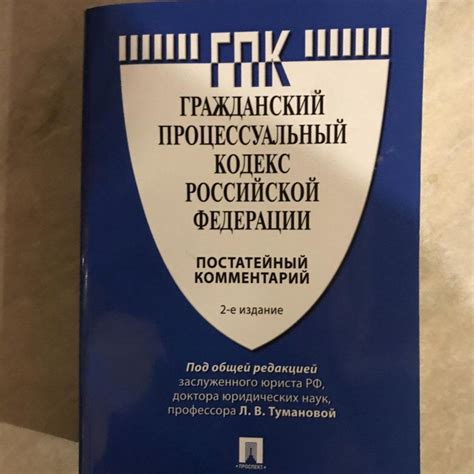 ГПК
ГРАЖДАНСКИЙ
ПРОЦЕССУАЛЬНЫЙ
КОДЕКС
РОССИЙСКОЙ
ФЕДЕРАЦИИ
ПОСТАТЕЙНЫЙ
КОММЕНТАРИЙ
2-е издание
Под общей редакцией
заслуженного юриста РФ,
доктора юридических наук,
профессора Л. В. Тумановой
ПРОСПЕКТ